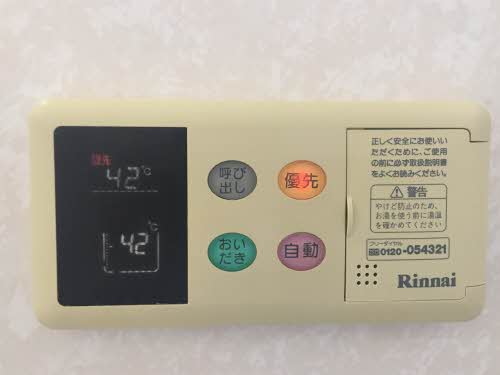 優先
42℃
℃
42
呼び
出し
優先
おい
だき
自動
正しく安全にお使いい
ただくために、ご使用
の前に必ず取扱説明書
をよくお読みください。
⚠警告
やけど防止のため、
お湯を使う前に湯温
を確かめてください
フリーダイヤル
0120-054321
Rinnai